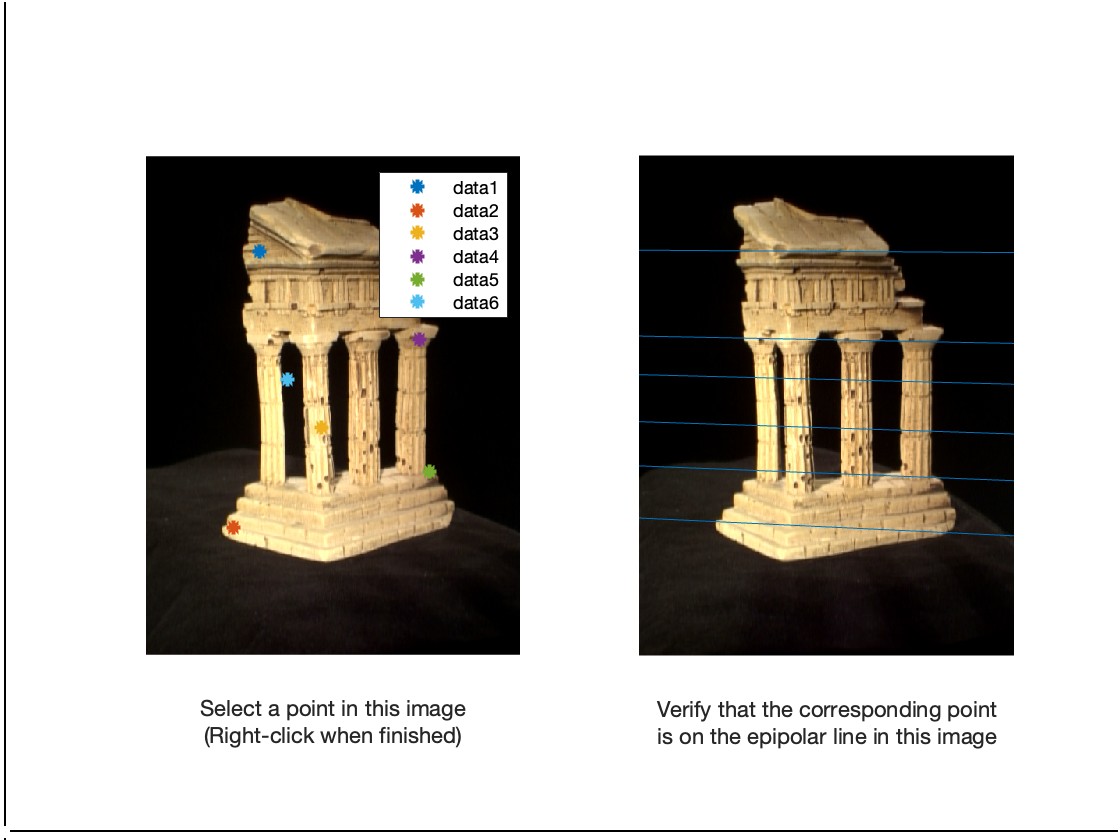 data1
data2
data3
data4
data5
data6
Select a point in this image
(Right-click when finished)
Verify that the corresponding point
is on the epipolar line in this image